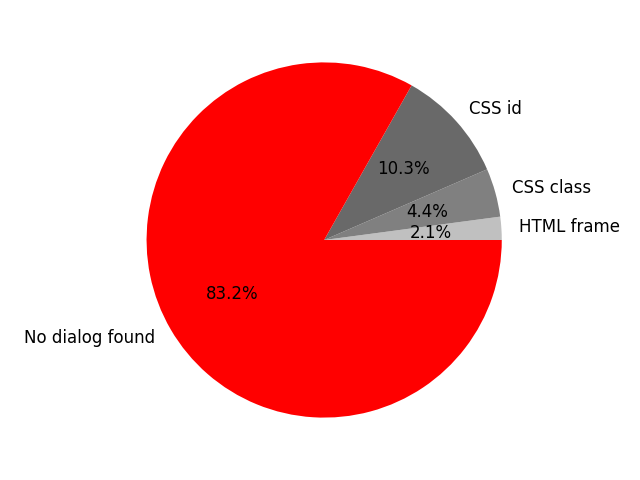 CSS id
10.3%
CSS class
4.4%
HTML frame
2.1%
83.2%
No dialog found